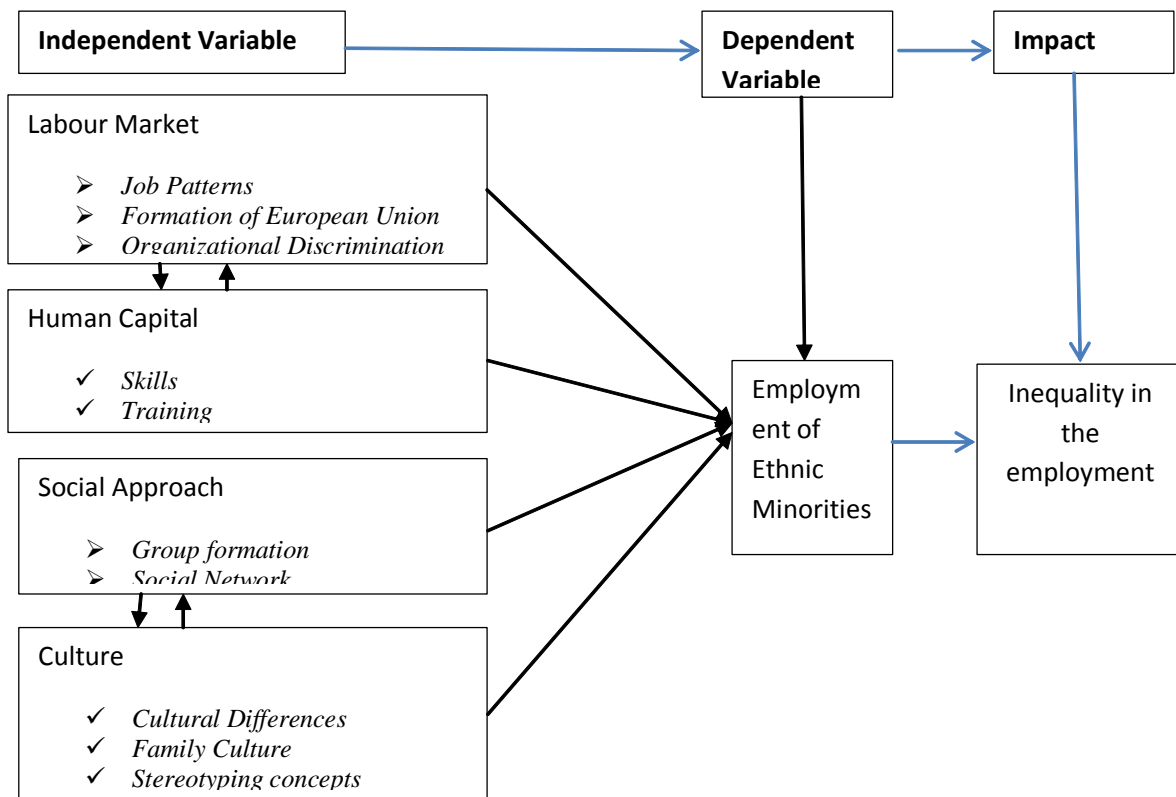 Independent Variable
Dependent
Variable
Impact
Labour Market
➢ Job Patterns
➢ Formation of European Union
➢ Organizational Discrimination
Human Capital
✓ Skills
✓ Training
Social Approach
➢ Group formation
➢ Social Network
Culture
✓ Cultural Differences
✓ Family Culture
✓ Stereotyping concepts
Employm
ent of
Ethnic
Minorities
Inequality in
the
employment